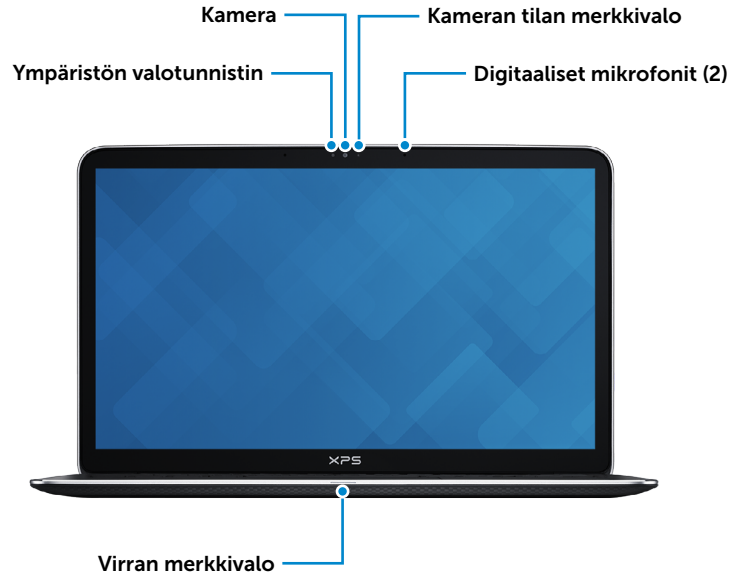 Kamera
Kameran tilan merkkivalo
Ympäristön valotunnistin
Digitaaliset mikrofonit (2)
XPS
Virran merkkivalo